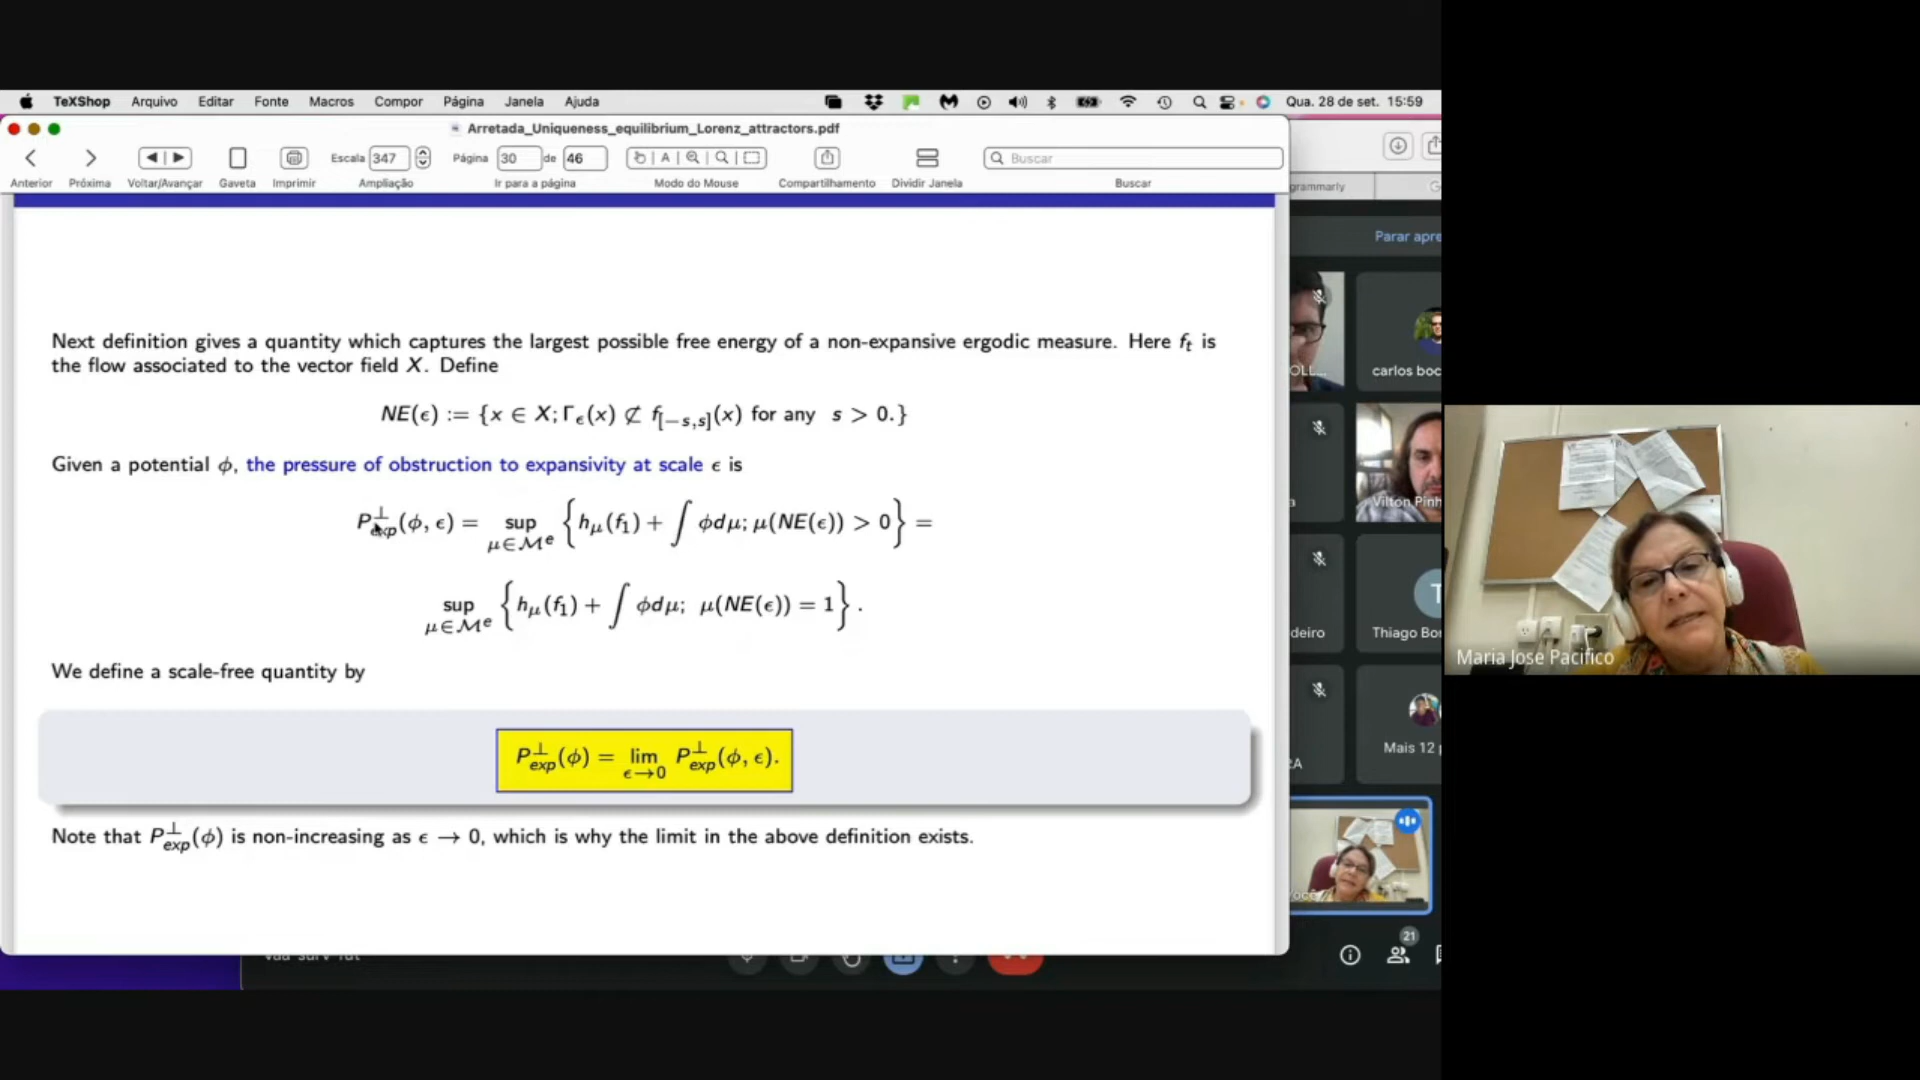 TeXShop Arquivo Editar Fonte Macros Compor Página Janela Ajuda Qua. 28 de set. 15:59
Arretada_Uniqueness_equilibrium_Lorenz_attractors.pdf
Escala 347 Página 30 de 46 Buscar
Anterior Próxima Voltar/Avançar Gaveta Imprimir Ampliação Ir para a página Modo do Mouse Compartilhamento Dividir Janela Buscar
grammarly
Parar apre
Next definition gives a quantity which captures the largest possible free energy of a non-expansive ergodic measure. Here f_t is
the flow associated to the vector field X. Define
NE(ϵ) := {x ∈ X; Γ_ϵ(x) ⊄ f_[−s,s](x) for any s > 0.}
Given a potential ϕ, the pressure of obstruction to expansivity at scale ϵ is
P^⊥_exp(ϕ, ϵ) = sup_{μ∈M^e} {h_μ(f_1) + ∫ ϕdμ; μ(NE(ϵ)) > 0} =
sup_{μ∈M^e} {h_μ(f_1) + ∫ ϕdμ; μ(NE(ϵ)) = 1} .
We define a scale-free quantity by
P^⊥_exp(ϕ) = lim_{ϵ→0} P^⊥_exp(ϕ, ϵ).
Note that P^⊥_exp(ϕ) is non-increasing as ϵ → 0, which is why the limit in the above definition exists.
OLL...
carlos boc
Vilton Pinh
deiro
Thiago Bor
Mais 12
21
Maria Jose Pacifico